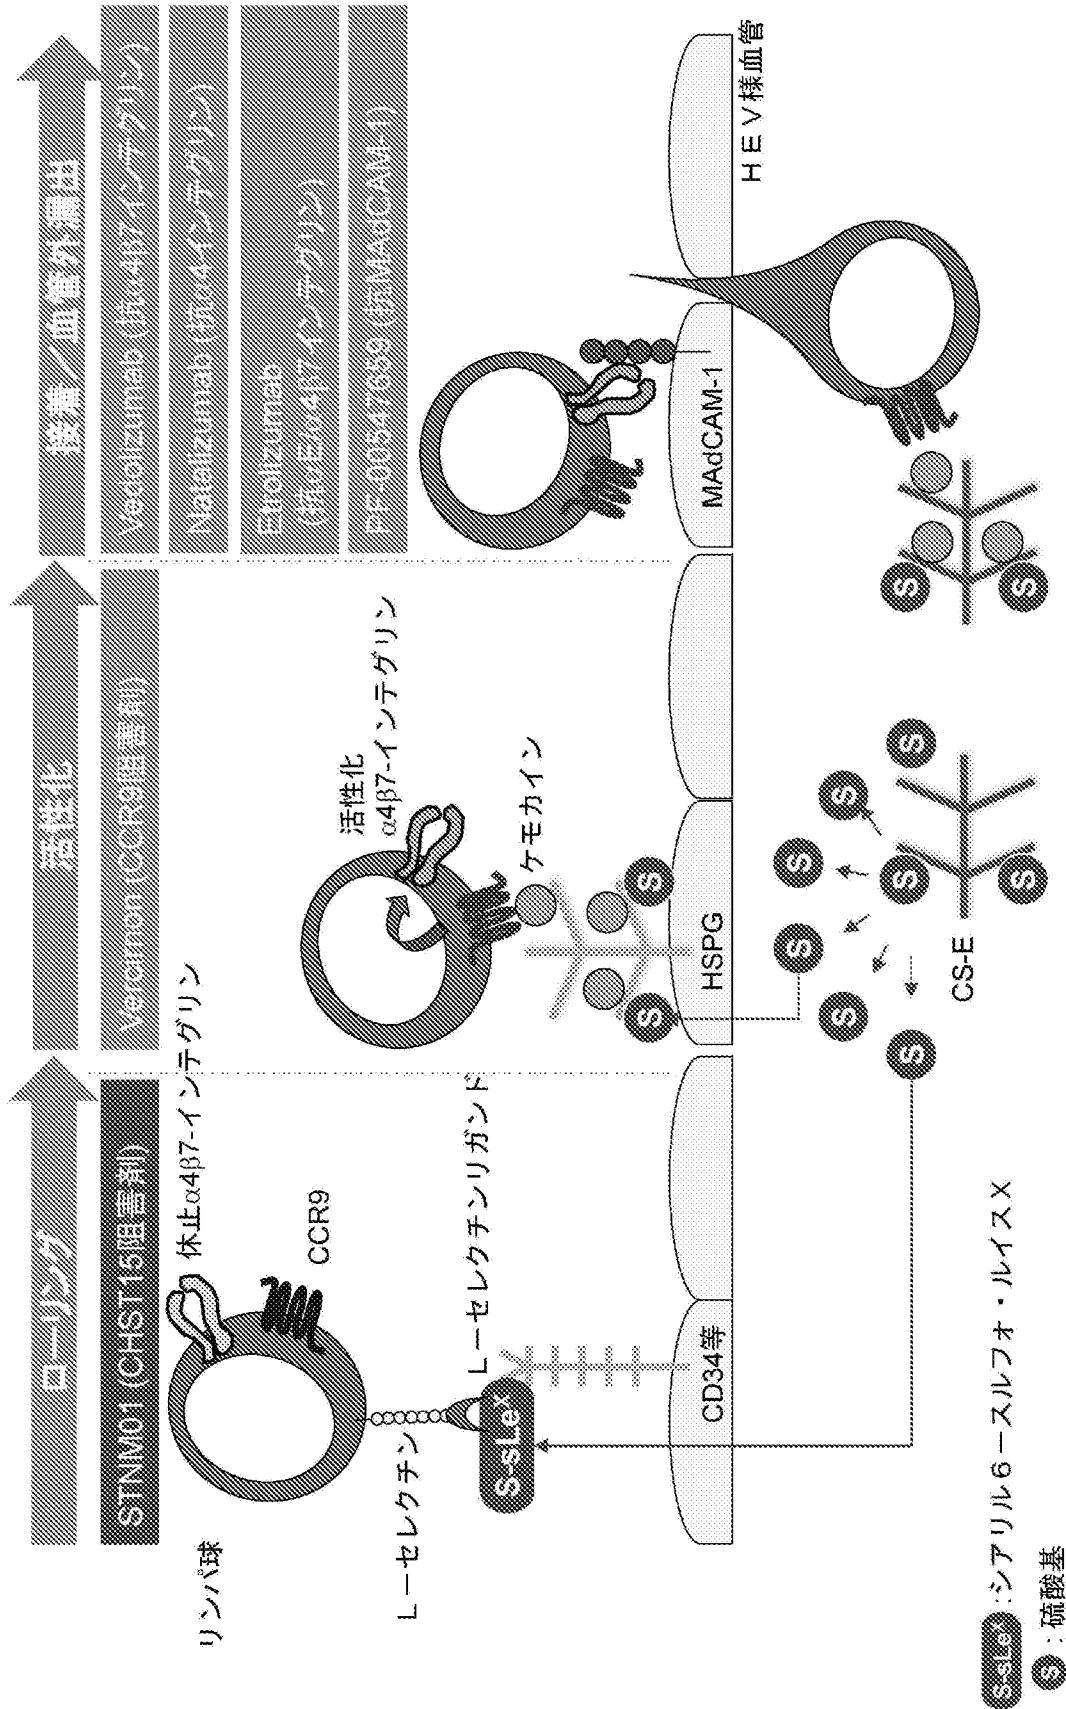 ローリング
活性化
接着／血管外漏出
STNM01 (CHST15阻害剤)
Vercirnon (CCR9阻害剤)
Vedolizumab (抗α4β7インテグリン)
Natalizumab (抗α4インテグリン)
Etrolizumab
(抗αE/α4β7インテグリン)
PF-00547659 (抗MAdCAM-1)
リンパ球
休止α4β7-インテグリン
CCR9
L－セレクチン
L－セレクチンリガンド
S-sLeX
活性化
α4β7-インテグリン
ケモカイン
S
S
CD34等
HSPG
MAdCAM-1
ＨＥＶ様血管
S
S
S
S
S
S
S
S
CS-E
S
S
S-sLeX:シアリル６－スルフォ・ルイスＸ
S:硫酸基